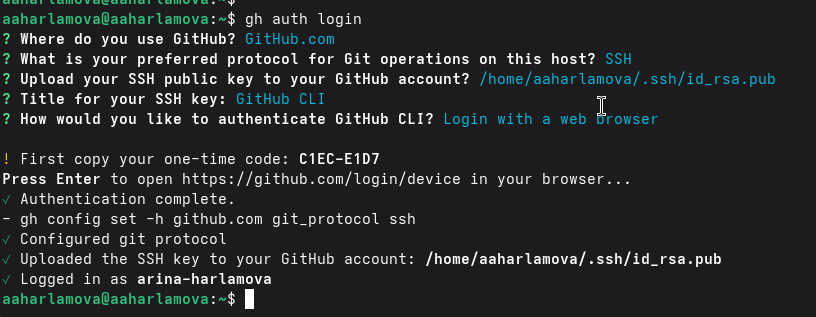 aaharlamova@aaharlamova:~$ gh auth login
? Where do you use GitHub? GitHub.com
? What is your preferred protocol for Git operations on this host? SSH
? Upload your SSH public key to your GitHub account? /home/aaharlamova/.ssh/id_rsa.pub
? Title for your SSH key: GitHub CLI
? How would you like to authenticate GitHub CLI? Login with a web browser
! First copy your one-time code: C1EC-E1D7
Press Enter to open https://github.com/login/device in your browser...
✓ Authentication complete.
- gh config set -h github.com git_protocol ssh
✓ Configured git protocol
✓ Uploaded the SSH key to your GitHub account: /home/aaharlamova/.ssh/id_rsa.pub
✓ Logged in as arina-harlamova
aaharlamova@aaharlamova:~$